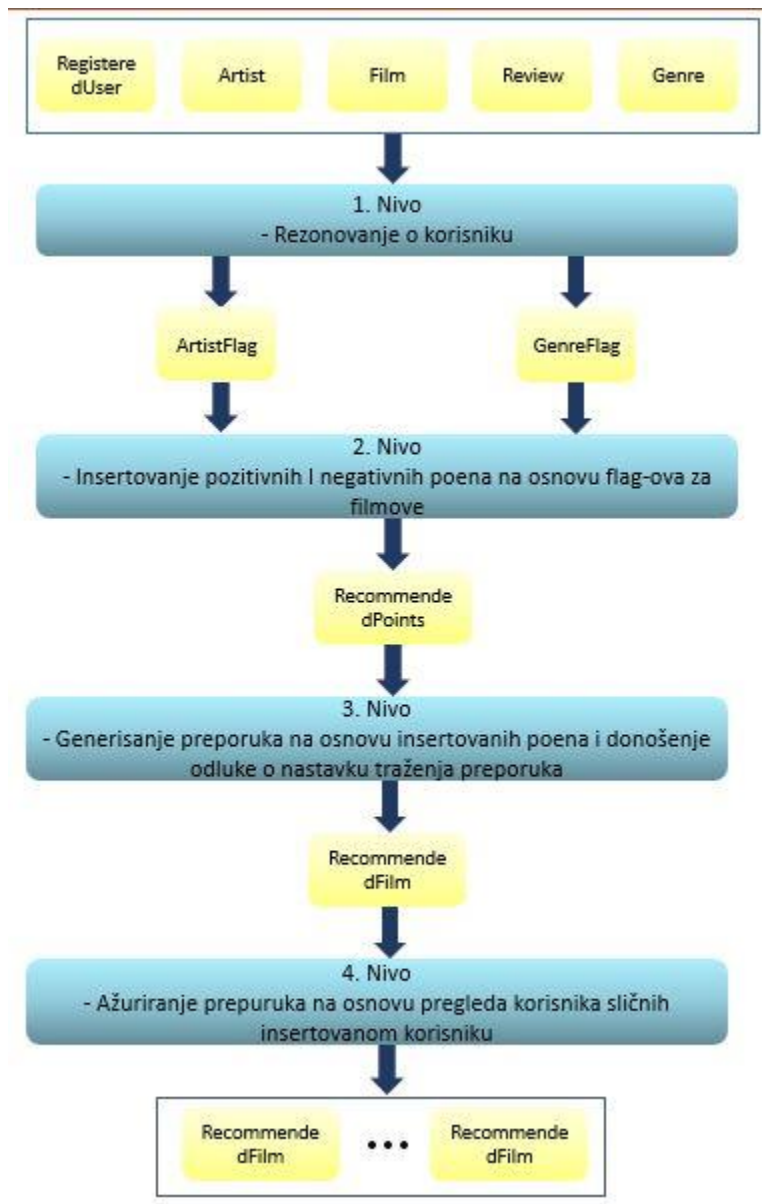 Registere
dUser
Artist
Film
Review
Genre
1. Nivo
- Rezonovanje o korisniku
ArtistFlag
GenreFlag
2. Nivo
- Insertovanje pozitivnih I negativnih poena na osnovu flag-ova za
filmove
Recommende
dPoints
3. Nivo
- Generisanje preporuka na osnovu insertovanih poena i donošenje
odluke o nastavku traženja preporuka
Recommende
dFilm
4. Nivo
- Ažuriranje prepuruka na osnovu pregleda korisnika sličnih
insertovanom korisniku
Recommende
dFilm
•••
Recommende
dFilm